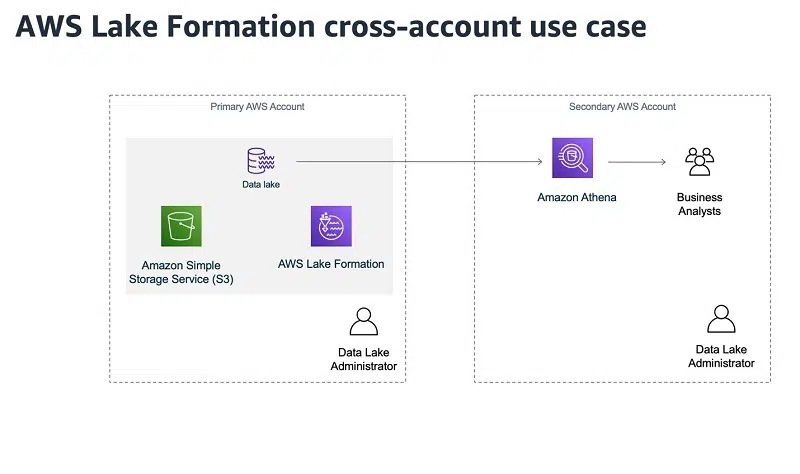 AWS Lake Formation cross-account use case
Primary AWS Account
Data lake
Amazon Simple
Storage Service (S3)
AWS Lake Formation
Data Lake
Administrator
Secondary AWS Account
Amazon Athena
Business
Analysts
Data Lake
Administrator